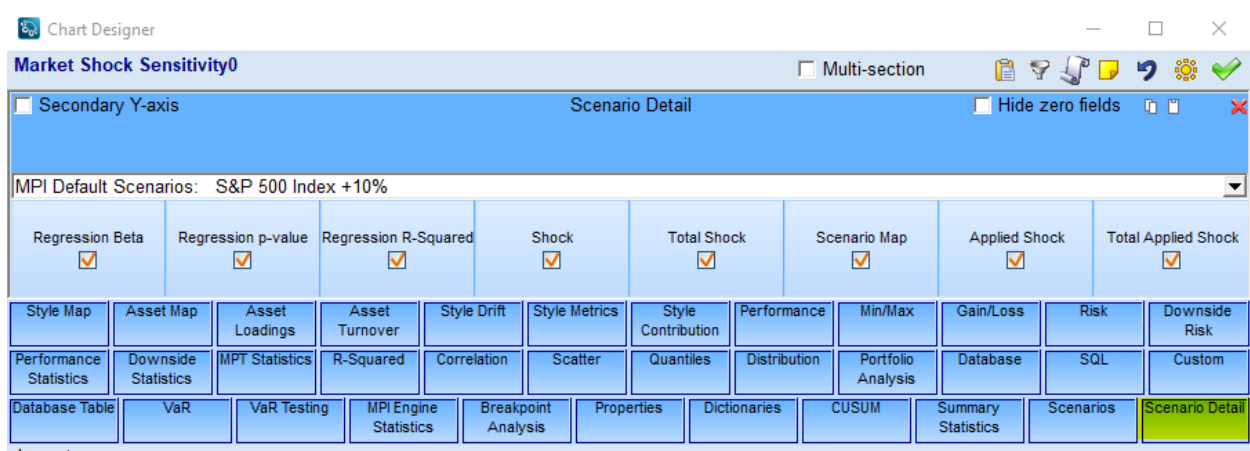 Chart Designer
Market Shock Sensitivity0 Multi-section
Secondary Y-axis Scenario Detail Hide zero fields
MPI Default Scenarios: S&P 500 Index +10%
Regression Beta Regression p-value Regression R-Squared Shock Total Shock Scenario Map Applied Shock Total Applied Shock
Style Map Asset Map Asset Loadings Asset Turnover Style Drift Style Metrics Style Contribution Performance Min/Max Gain/Loss Risk Downside Risk
Performance Statistics Downside Statistics MPT Statistics R-Squared Correlation Scatter Quantiles Distribution Portfolio Analysis Database SQL Custom
Database Table VaR VaR Testing MPI Engine Statistics Breakpoint Analysis Properties Dictionaries CUSUM Summary Statistics Scenarios Scenario Detail